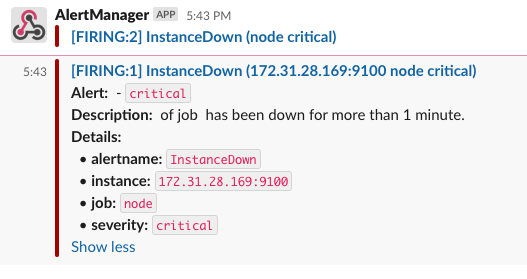 AlertManager APP 5:43 PM
[FIRING:2] InstanceDown (node critical)
5:43 [FIRING:1] InstanceDown (172.31.28.169:9100 node critical)
Alert: - critical
Description: of job has been down for more than 1 minute.
Details:
• alertname: InstanceDown
• instance: 172.31.28.169:9100
• job: node
• severity: critical
Show less